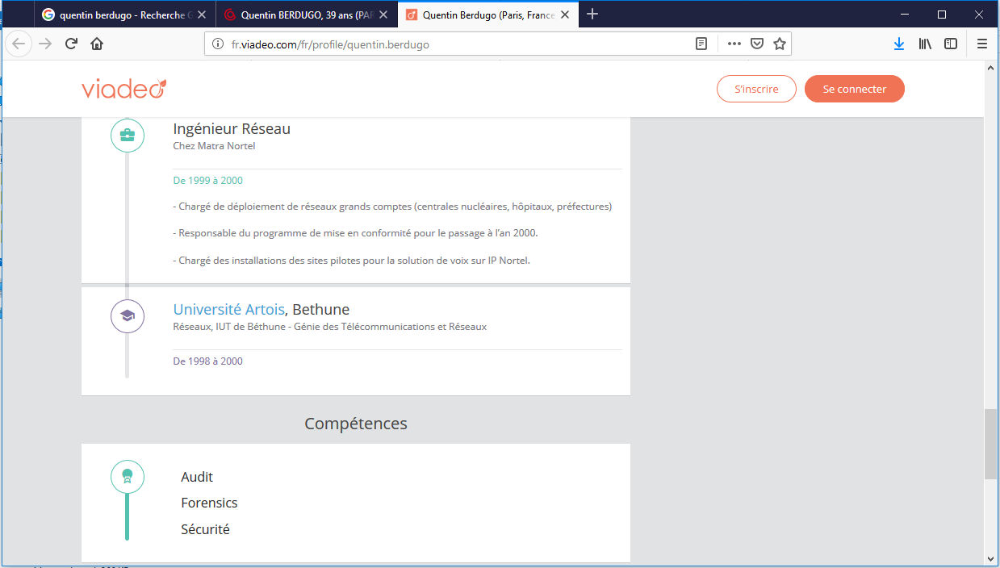 quentin berdugo - Recherche G
Quentin BERDUGO, 39 ans (PAR
Quentin Berdugo (Paris, France
fr.viadeo.com/fr/profile/quentin.berdugo
viadeo
S'inscrire
Se connecter
Ingénieur Réseau
Chez Matra Nortel
De 1999 à 2000
- Chargé de déploiement de réseaux grands comptes (centrales nucléaires, hôpitaux, préfectures)
- Responsable du programme de mise en conformité pour le passage à l’an 2000.
- Chargé des installations des sites pilotes pour la solution de voix sur IP Nortel.
Université Artois, Bethune
Réseaux, IUT de Béthune - Génie des Télécommunications et Réseaux
De 1998 à 2000
Compétences
Audit
Forensics
Sécurité